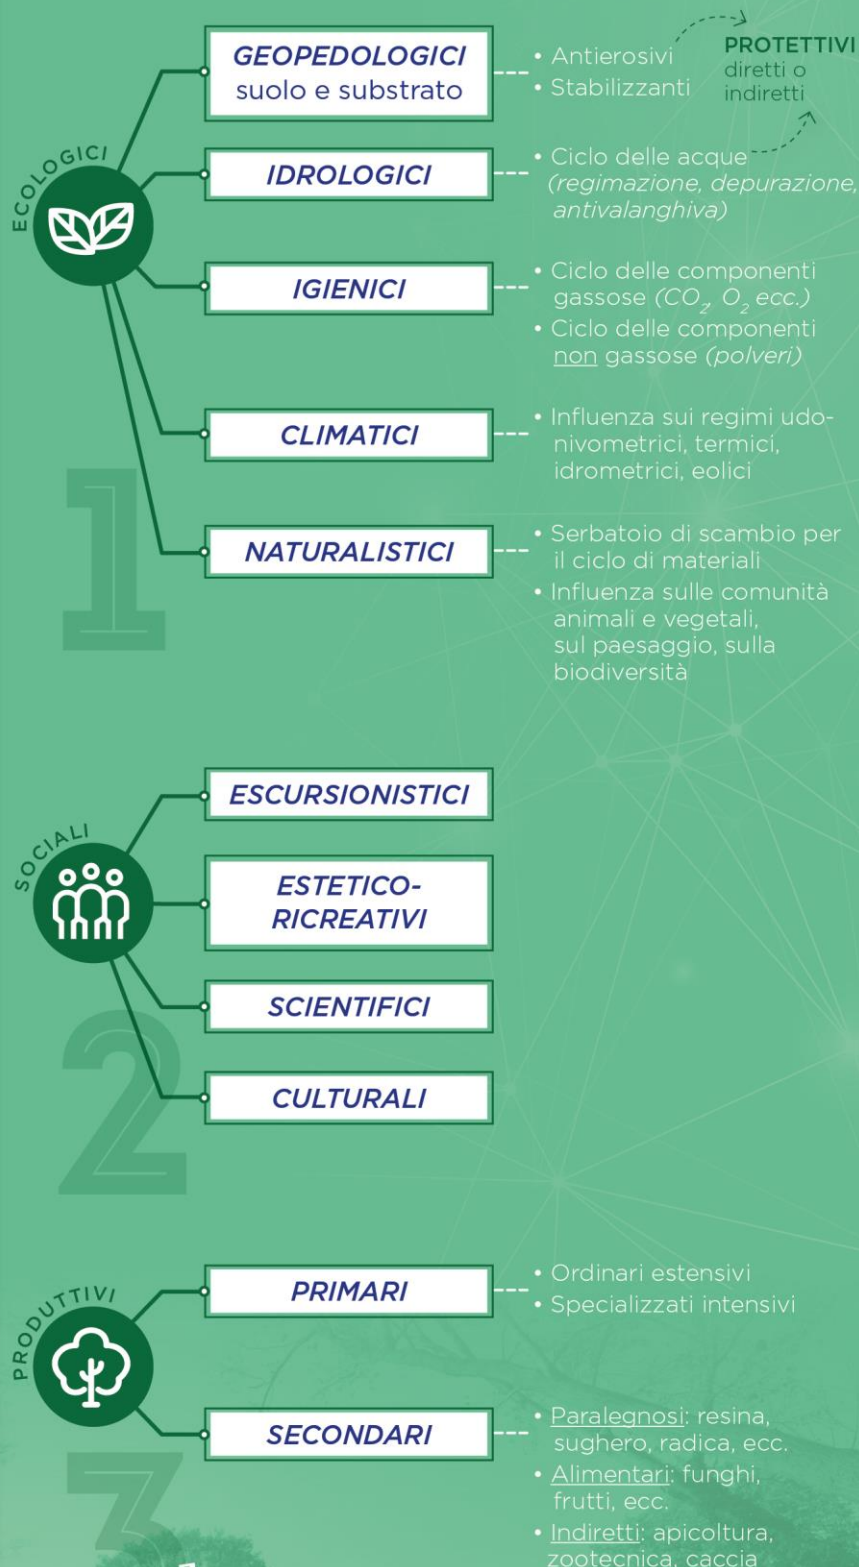 ECOLOGICI
GEOPEDOLOGICI
suolo e substrato
• Antierosivi
• Stabilizzanti
PROTETTIVI
diretti o
indiretti
IDROLOGICI
• Ciclo delle acque
(regimazione, depurazione,
antivalanghiva)
IGIENICI
• Ciclo delle componenti
gassose (CO₂, O₂ ecc.)
• Ciclo delle componenti
non gassose (polveri)
CLIMATICI
• Influenza sui regimi udo-
nivometrici, termici,
idrometrici, eolici
1
NATURALISTICI
• Serbatoio di scambio per
il ciclo di materiali
• Influenza sulle comunità
animali e vegetali,
sul paesaggio, sulla
biodiversità
SOCIALI
ESCURSIONISTICI
ESTETICO-
RICREATIVI
SCIENTIFICI
2
CULTURALI
PRODUTTIVI
PRIMARI
• Ordinari estensivi
• Specializzati intensivi
3
SECONDARI
• Paralegnosi: resina,
sughero, radica, ecc.
• Alimentari: funghi,
frutti, ecc.
• Indiretti: apicoltura,
zootecnica, caccia